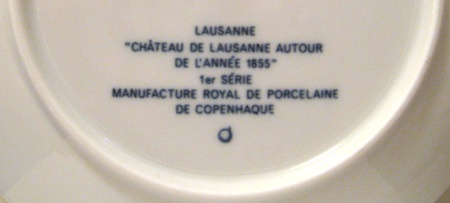 LAUSANNE
"CHÂTEAU DE LAUSANNE AUTOUR
DE L'ANNÉE 1855"
1er SÉRIE
MANUFACTURE ROYAL DE PORCELAINE
DE COPENHAQUE